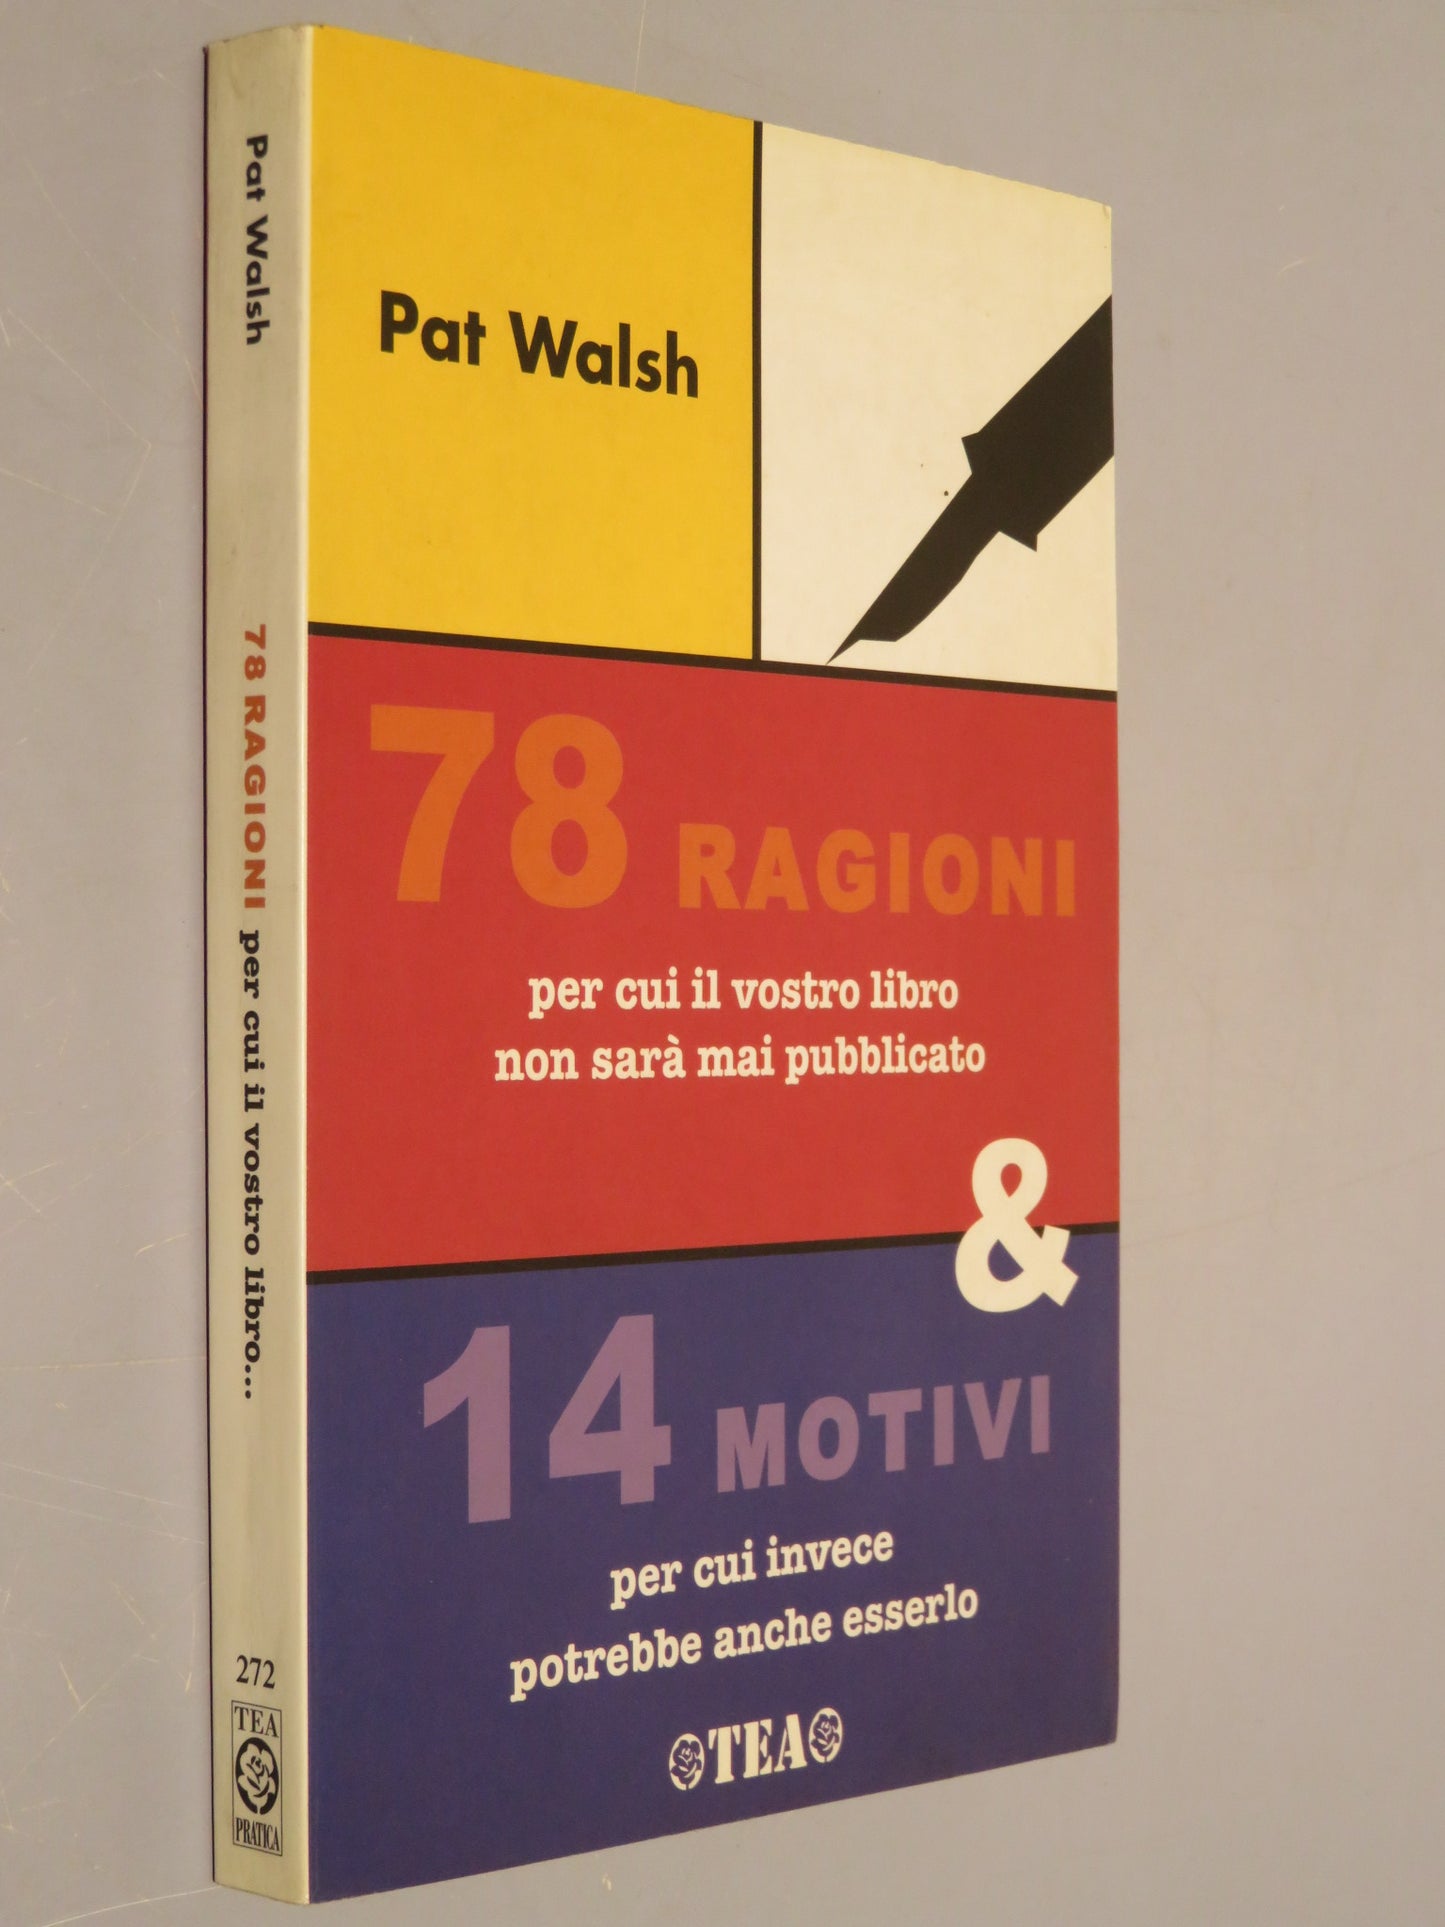 Pat Walsh
78 RAGIONI per cui il vostro libro...
272
TEA
PRATICA
Pat Walsh
78 RAGIONI
per cui il vostro libro
non sarà mai pubblicato
&
14 MOTIVI
per cui invece
potrebbe anche esserlo
TEA